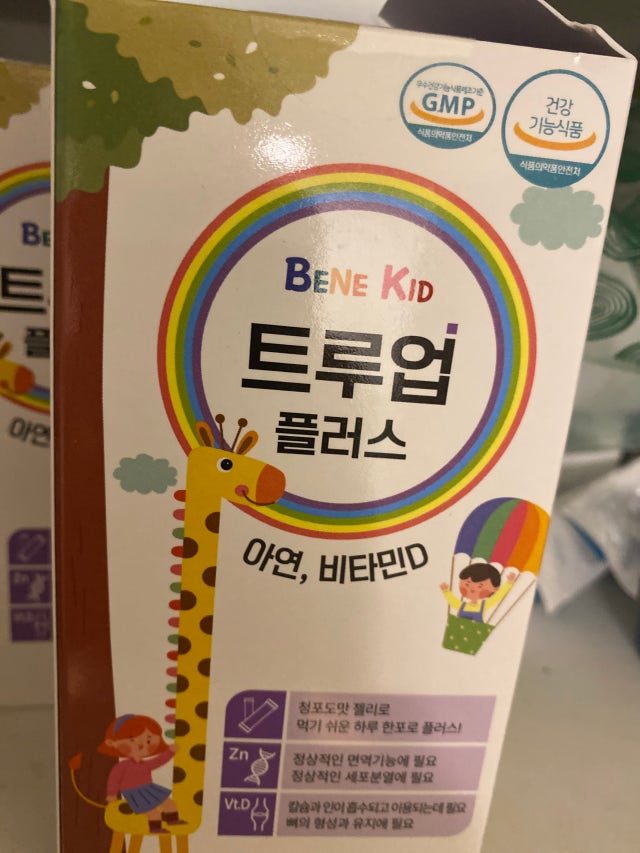 우수건강기능식품제조기준
GMP
식품의약품안전처
건강
기능식품
식품의약품안전처
BENE KID
트루업
플러스
아연, 비타민D
청포도맛 젤리로
먹기 쉬운 하루 한포로 플러스!
Zn
정상적인 면역기능에 필요
정상적인 세포분열에 필요
Vt.D
칼슘과 인이 흡수되고 이용되는데 필요
뼈의 형성과 유지에 필요